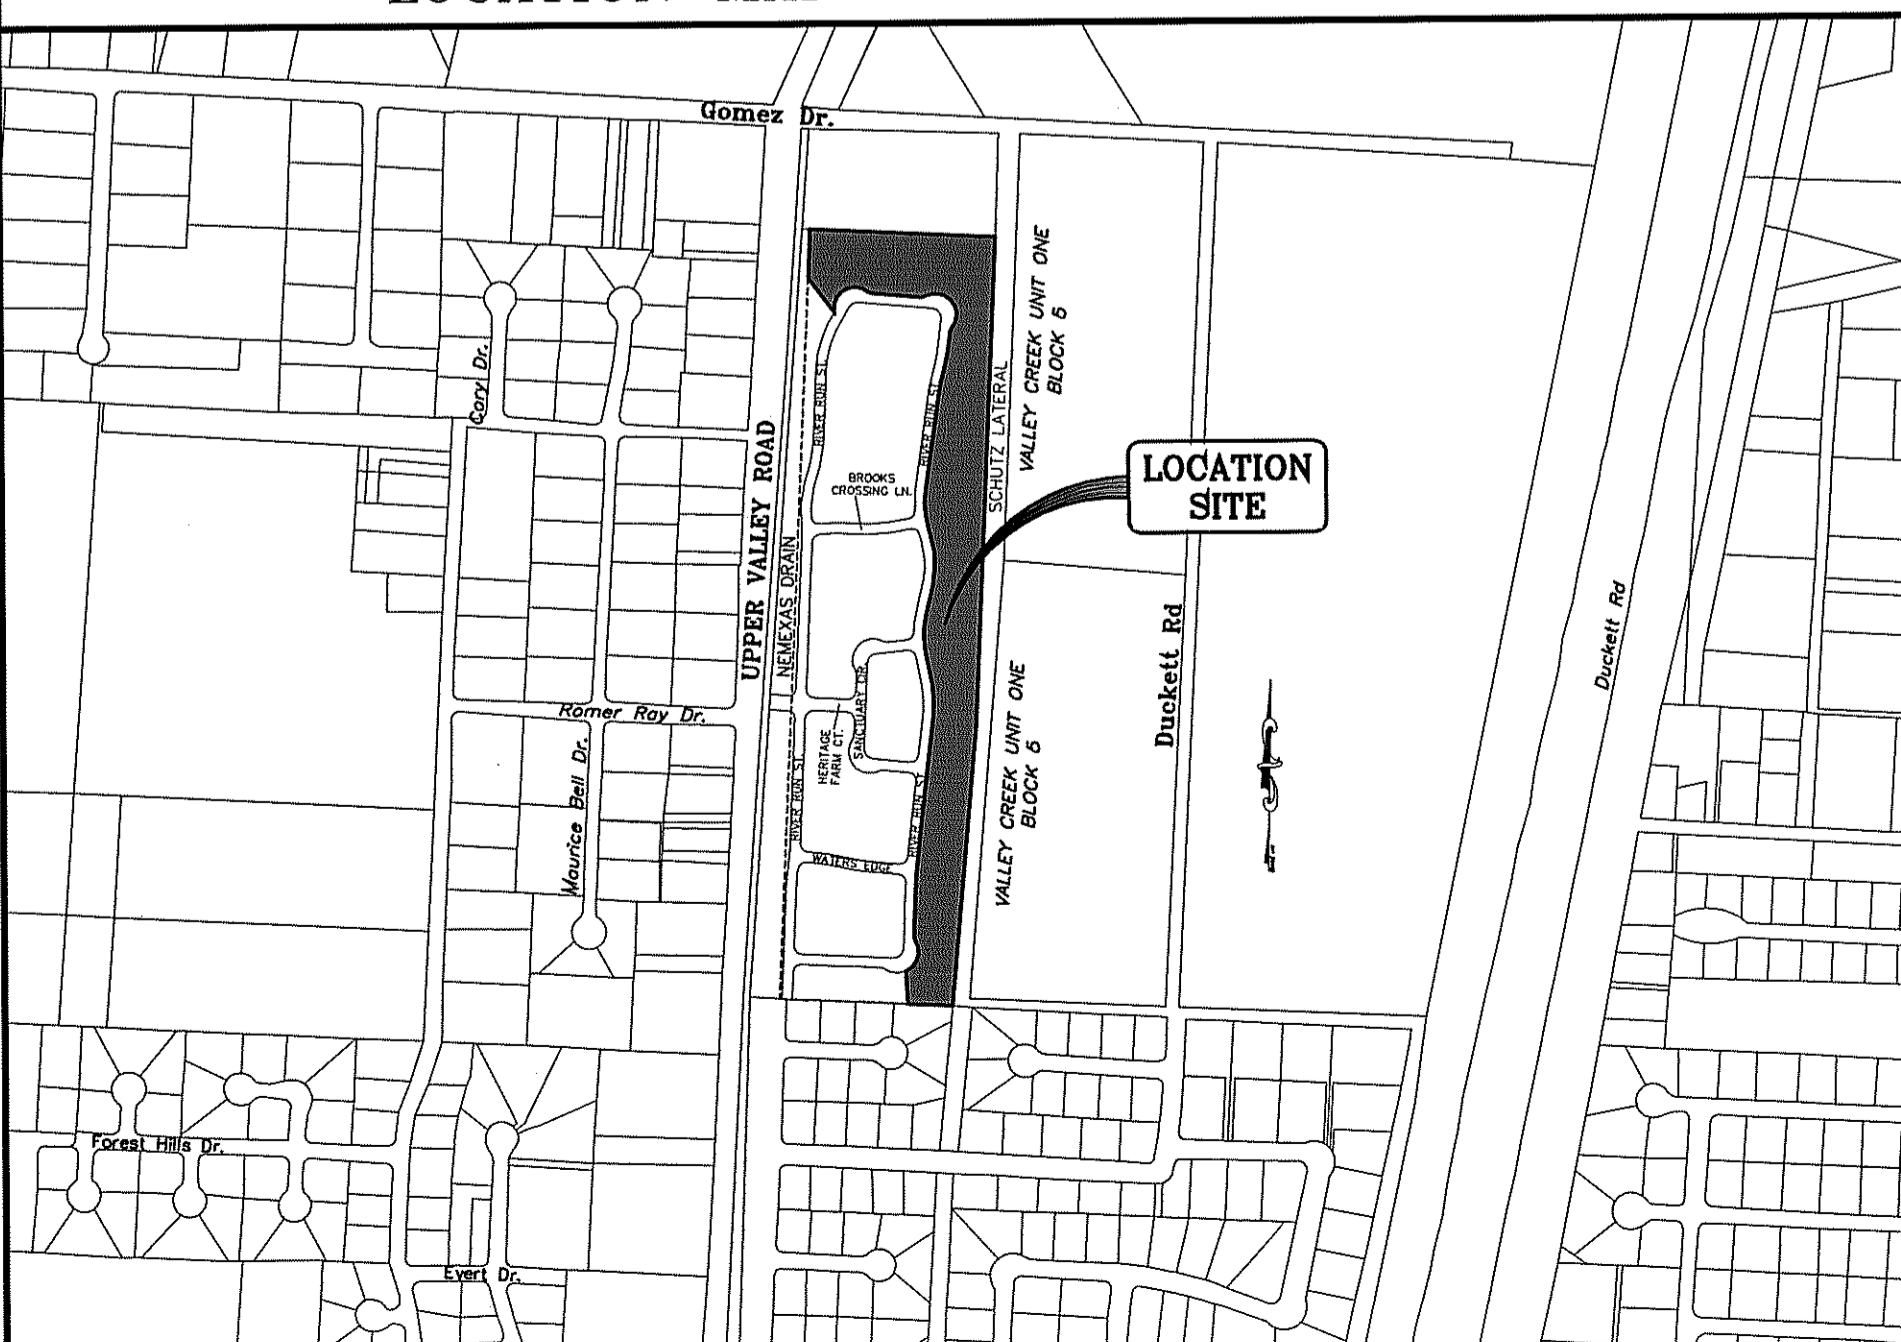 Gomez Dr.
VALLEY CREEK UNIT ONE
BLOCK 5
Cory Dr.
RIVER RUN ST.
RIVER RUN ST.
SCHUTZ LATERAL
UPPER VALLEY ROAD
NEMEXAS DRAIN
BROOKS
CROSSING LN.
LOCATION
SITE
Duckett Rd
Duckett Rd
Romer Ray Dr.
Maurice Bell Dr.
HERITAGE
FARM CT.
SANCTUARY DR.
RIVER RUN ST.
RIVER RUN ST.
VALLEY CREEK UNIT ONE
BLOCK 5
WATERS EDGE
Forest Hills Dr.
Evert Dr.